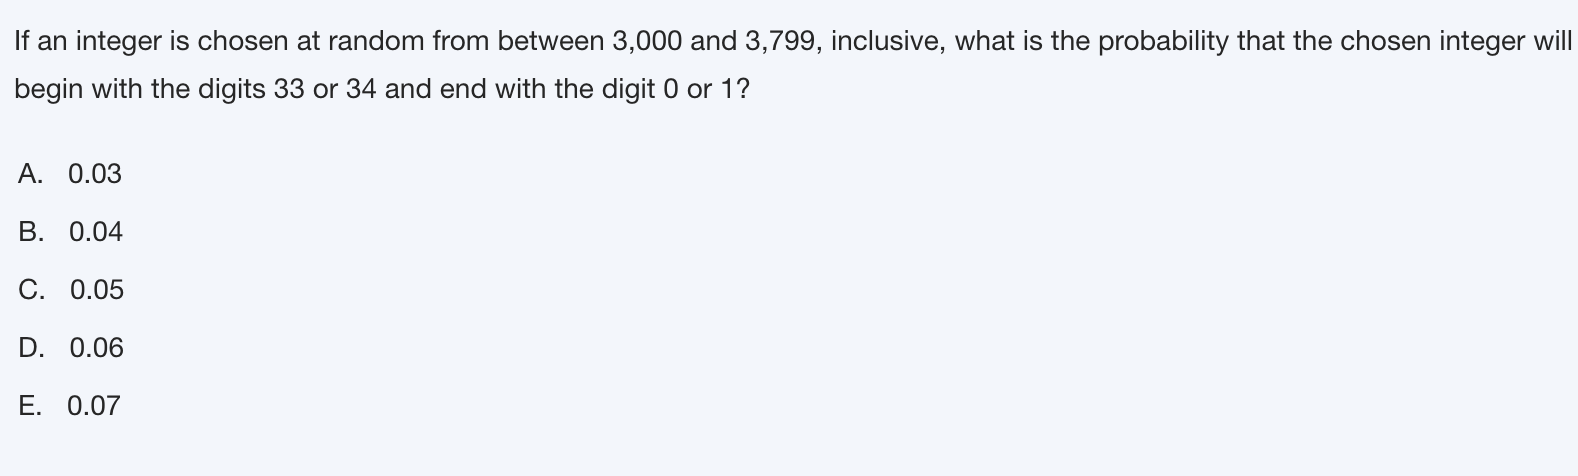 If an integer is chosen at random from between 3,000 and 3,799, inclusive, what is the probability that the chosen integer will
begin with the digits 33 or 34 and end with the digit 0 or 1?
A. 0.03
B. 0.04
C. 0.05
D. 0.06
E. 0.07